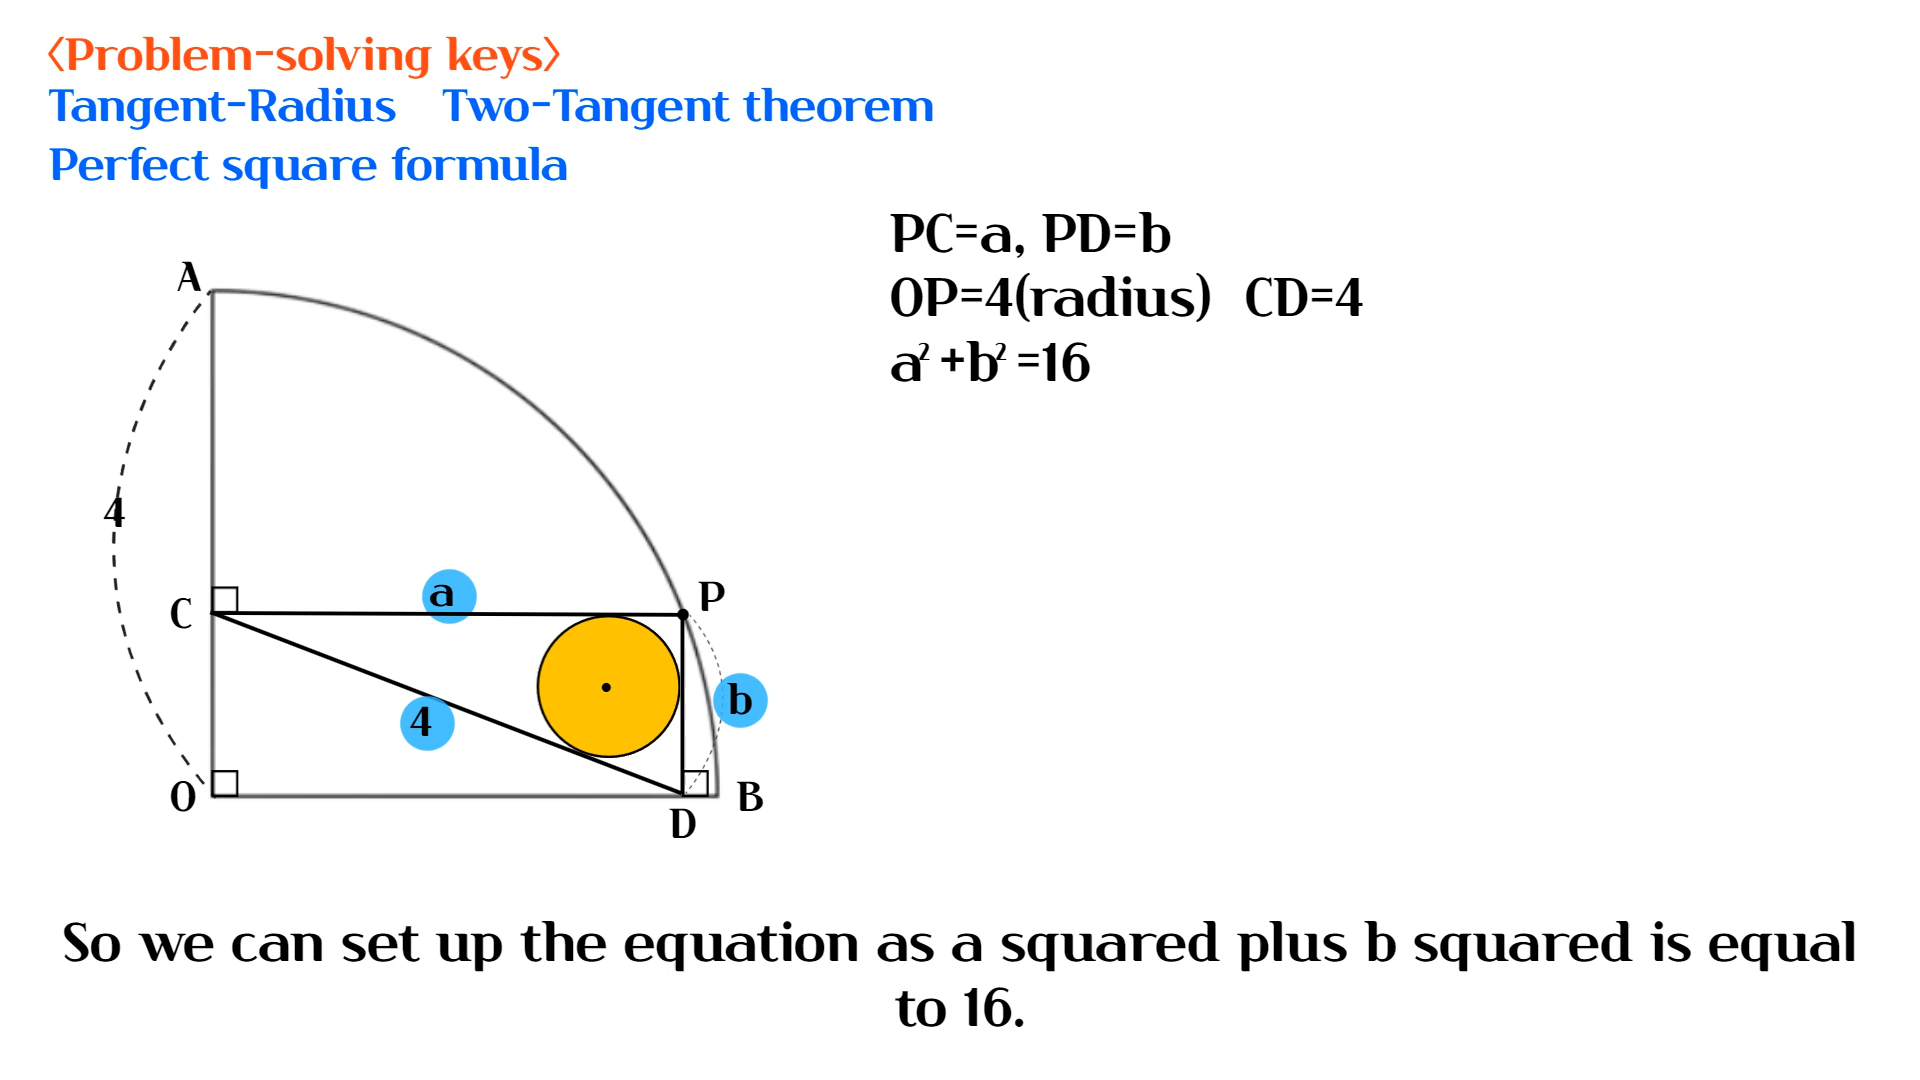 <Problem-solving keys>
Tangent-Radius Two-Tangent theorem
Perfect square formula
PC=a, PD=b
OP=4(radius) CD=4
a² +b² =16
A
4
C
a
P
4
b
O
B
D
So we can set up the equation as a squared plus b squared is equal
to 16.